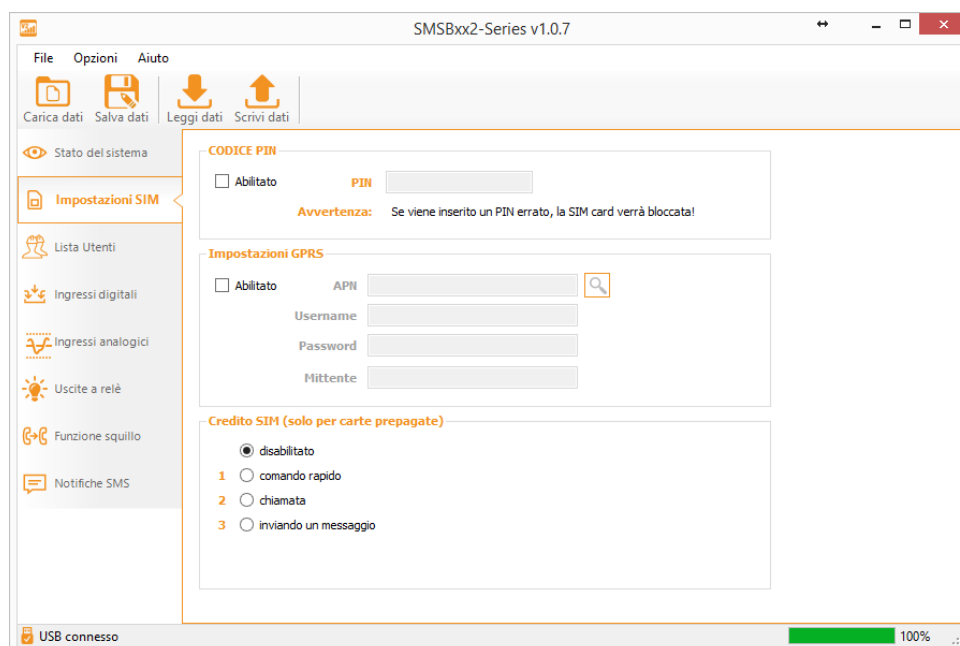 SMSBxx2-Series v1.0.7
File Opzioni Aiuto
Carica dati Salva dati Leggi dati Scrivi dati
Stato del sistema
Impostazioni SIM
Lista Utenti
Ingressi digitali
Ingressi analogici
Uscite a relè
Funzione squillo
Notifiche SMS
CODICE PIN
Abilitato PIN
Avvertenza: Se viene inserito un PIN errato, la SIM card verrà bloccata!
Impostazioni GPRS
Abilitato APN
Username
Password
Mittente
Credito SIM (solo per carte prepagate)
disabilitato
1 comando rapido
2 chiamata
3 inviando un messaggio
USB connesso 100%